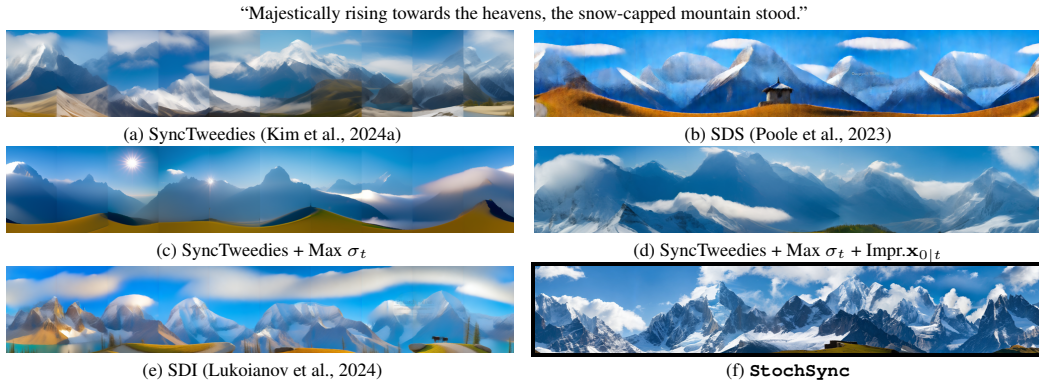 “Majestically rising towards the heavens, the snow-capped mountain stood.”
(a) SyncTweedies (Kim et al., 2024a)
(b) SDS (Poole et al., 2023)
(c) SyncTweedies + Max σₜ
(d) SyncTweedies + Max σₜ + Impr.x₀|ₜ
(e) SDI (Lukoianov et al., 2024)
(f) StochSync